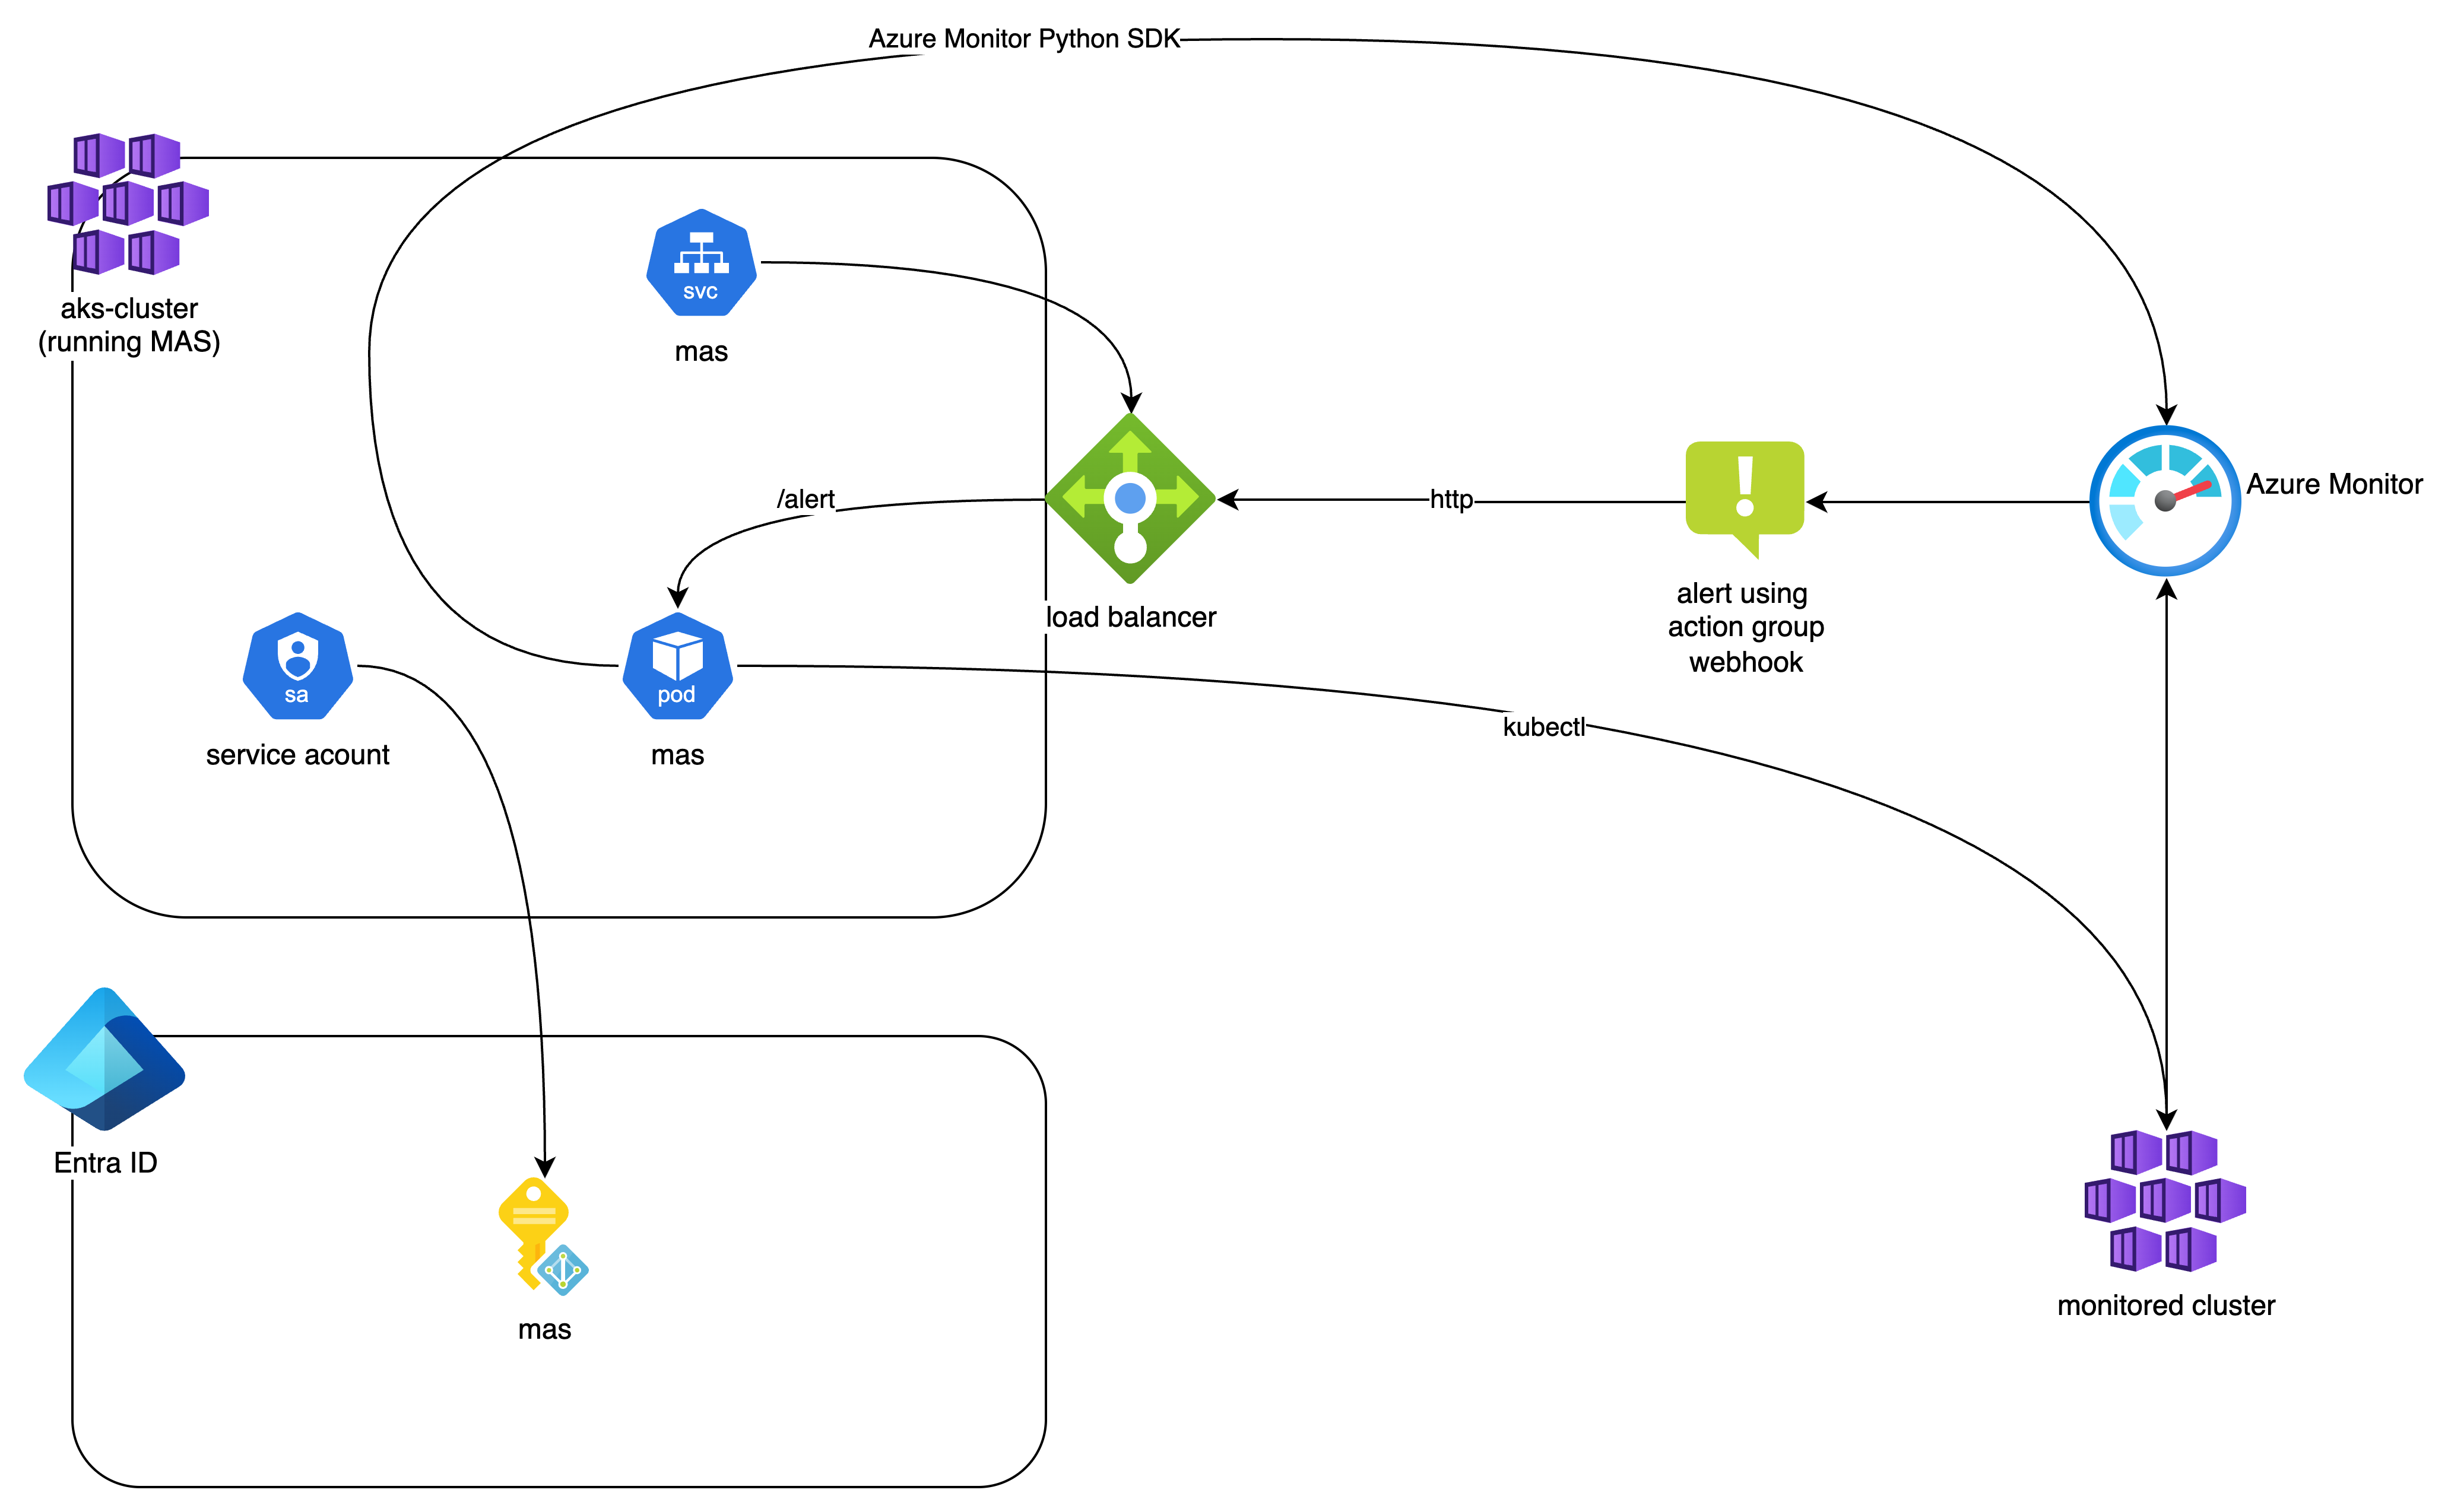 Azure Monitor Python SDK
aks-cluster
(running MAS)
svc
mas
/alert
http
Azure Monitor
load balancer
alert using
action group
webhook
sa
service acount
pod
mas
kubectl
Entra ID
mas
monitored cluster